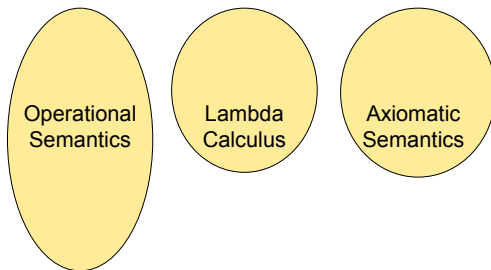 Operational
Semantics
Lambda
Calculus
Axiomatic
Semantics